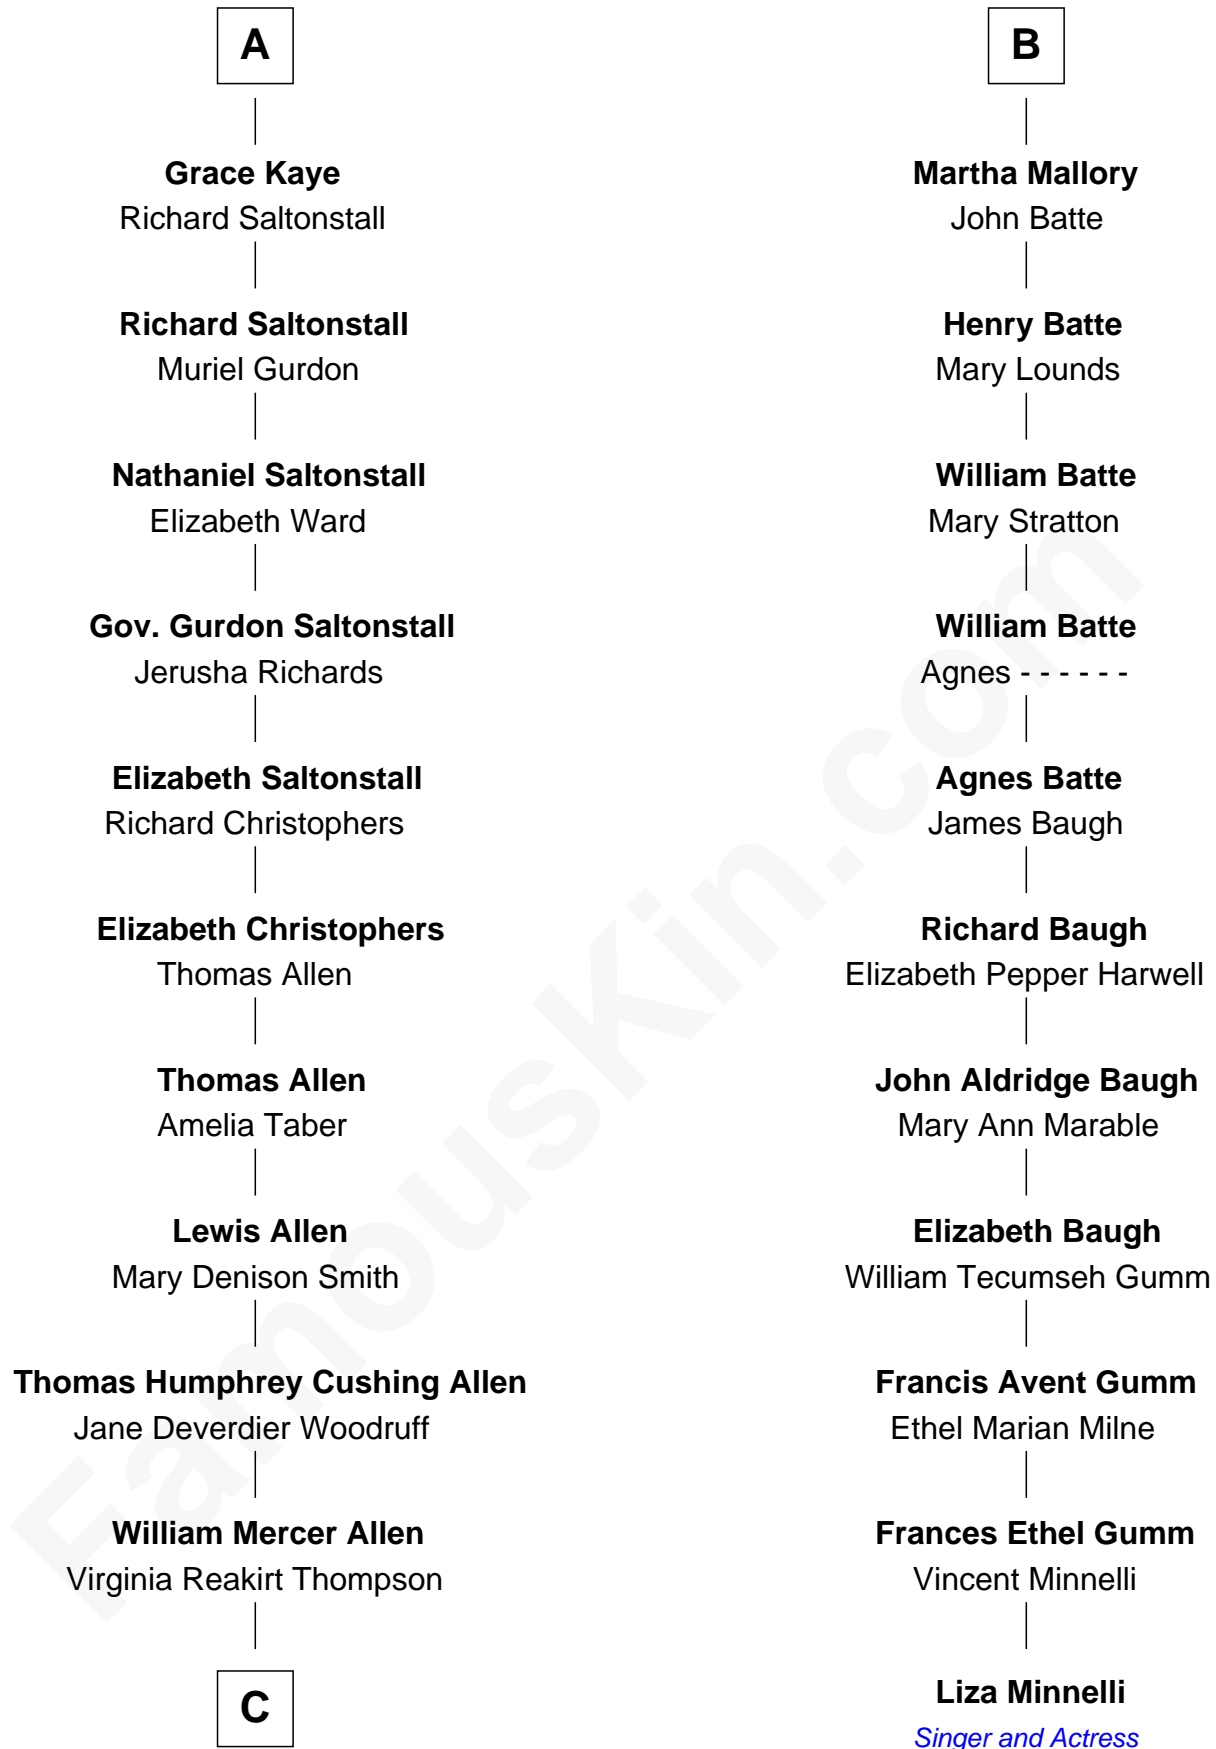 A
Grace Kaye
Richard Saltonstall
Richard Saltonstall
Muriel Gurdon
Nathaniel Saltonstall
Elizabeth Ward
Gov. Gurdon Saltonstall
Jerusha Richards
Elizabeth Saltonstall
Richard Christophers
Elizabeth Christophers
Thomas Allen
Thomas Allen
Amelia Taber
Lewis Allen
Mary Denison Smith
Thomas Humphrey Cushing Allen
Jane Deverdier Woodruff
William Mercer Allen
Virginia Reakirt Thompson
C
B
Martha Mallory
John Batte
Henry Batte
Mary Lounds
William Batte
Mary Stratton
William Batte
Agnes - - - - - -
Agnes Batte
James Baugh
Richard Baugh
Elizabeth Pepper Harwell
John Aldridge Baugh
Mary Ann Marable
Elizabeth Baugh
William Tecumseh Gumm
Francis Avent Gumm
Ethel Marian Milne
Frances Ethel Gumm
Vincent Minnelli
Liza Minnelli
Singer and Actress
FamousKin.com